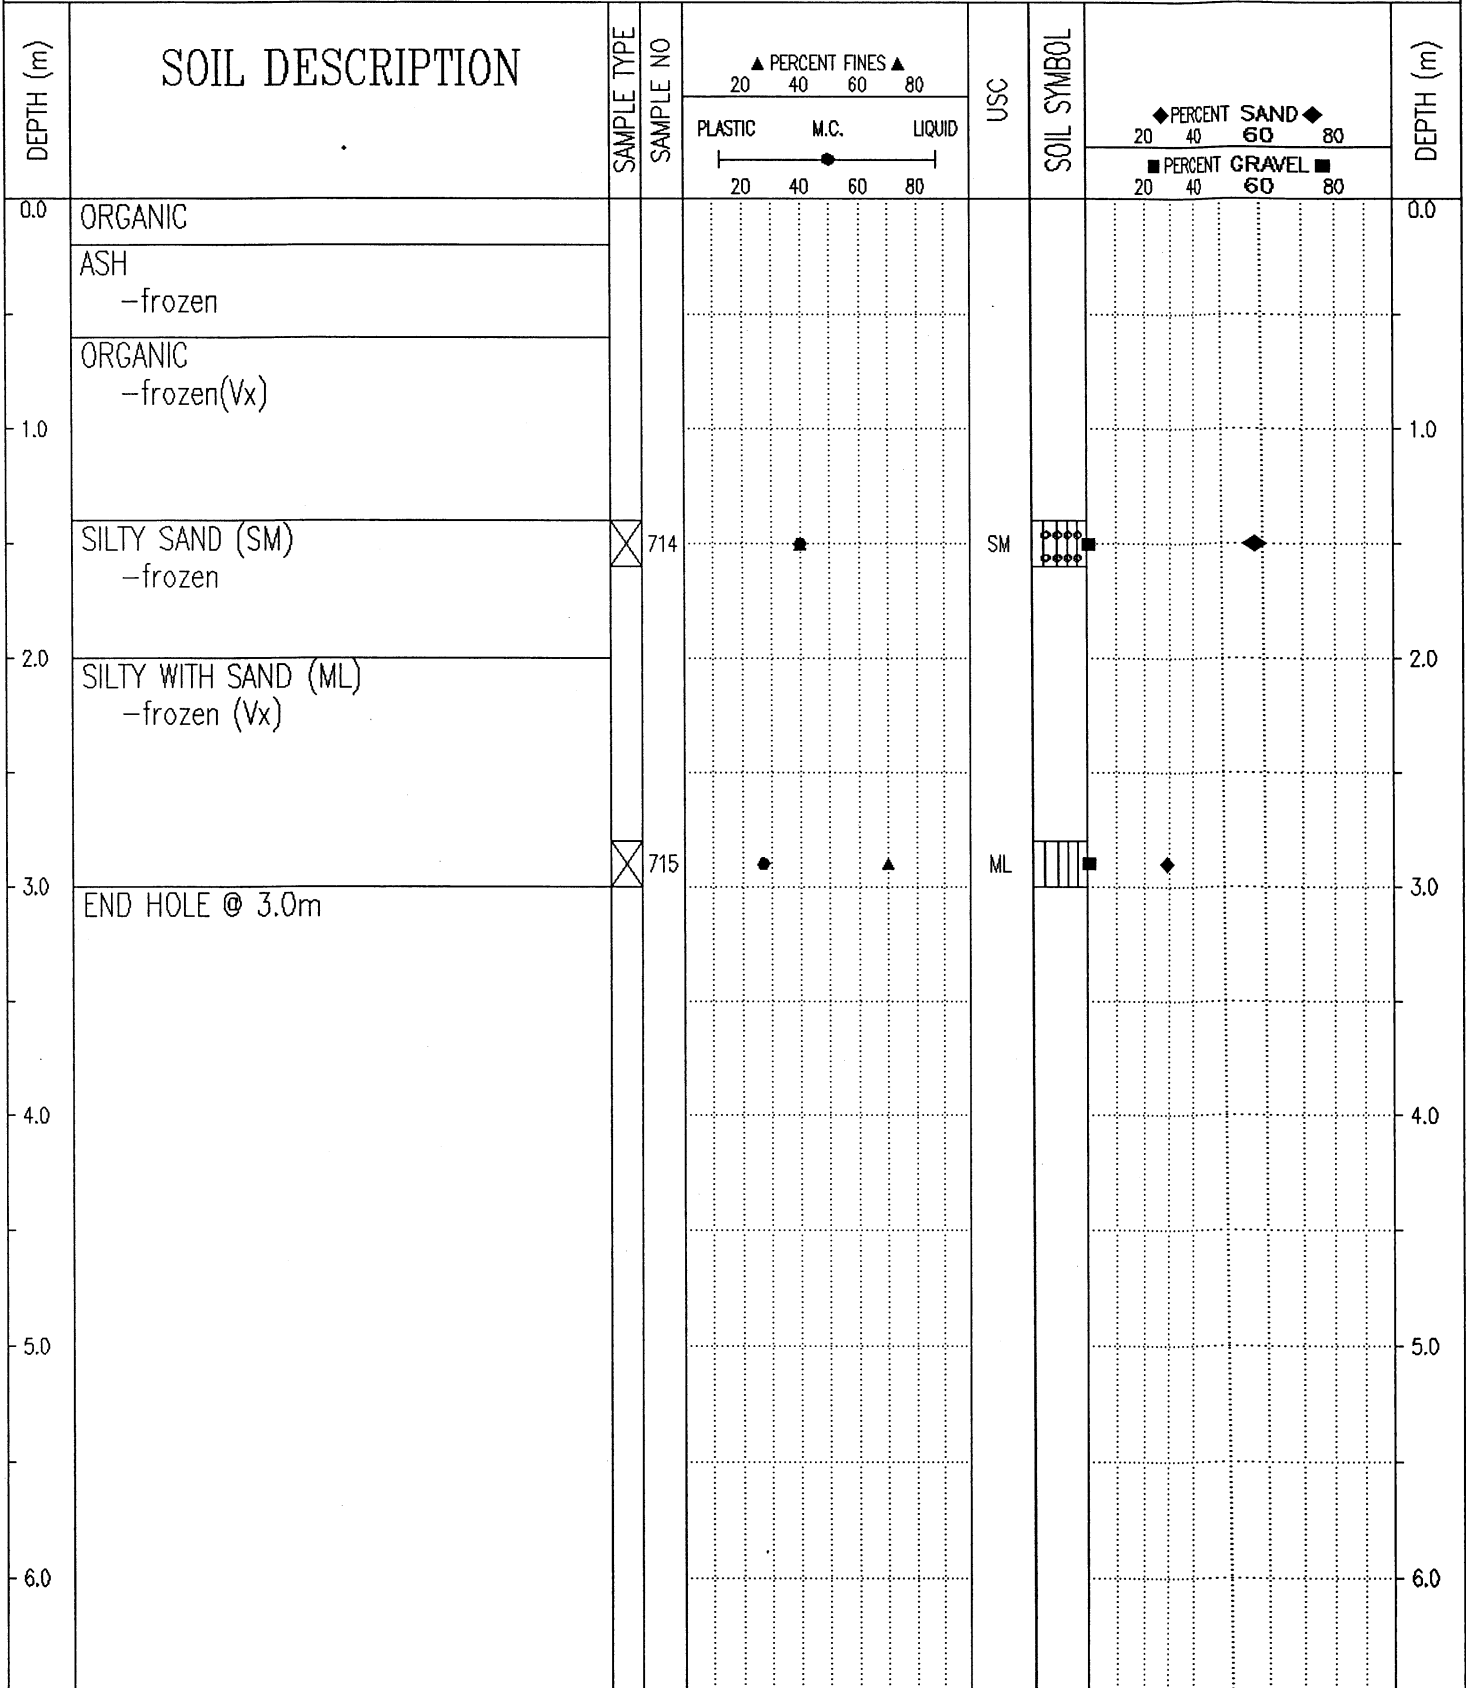 DEPTH (m)
SOIL DESCRIPTION
SAMPLE TYPE
SAMPLE NO
▲ PERCENT FINES ▲
20 40 60 80
PLASTIC M.C. LIQUID
20 40 60 80
USC
SOIL SYMBOL
◆PERCENT SAND◆
20 40 60 80
■ PERCENT GRAVEL ■
20 40 60 80
DEPTH (m)
0.0 ORGANIC 0.0
ASH
-frozen
ORGANIC
-frozen(Vx)
1.0 1.0
SILTY SAND (SM) 714 SM
-frozen
2.0 2.0
SILTY WITH SAND (ML)
-frozen (Vx)
715 ML
3.0 3.0
END HOLE @ 3.0m
4.0 4.0
5.0 5.0
6.0 6.0